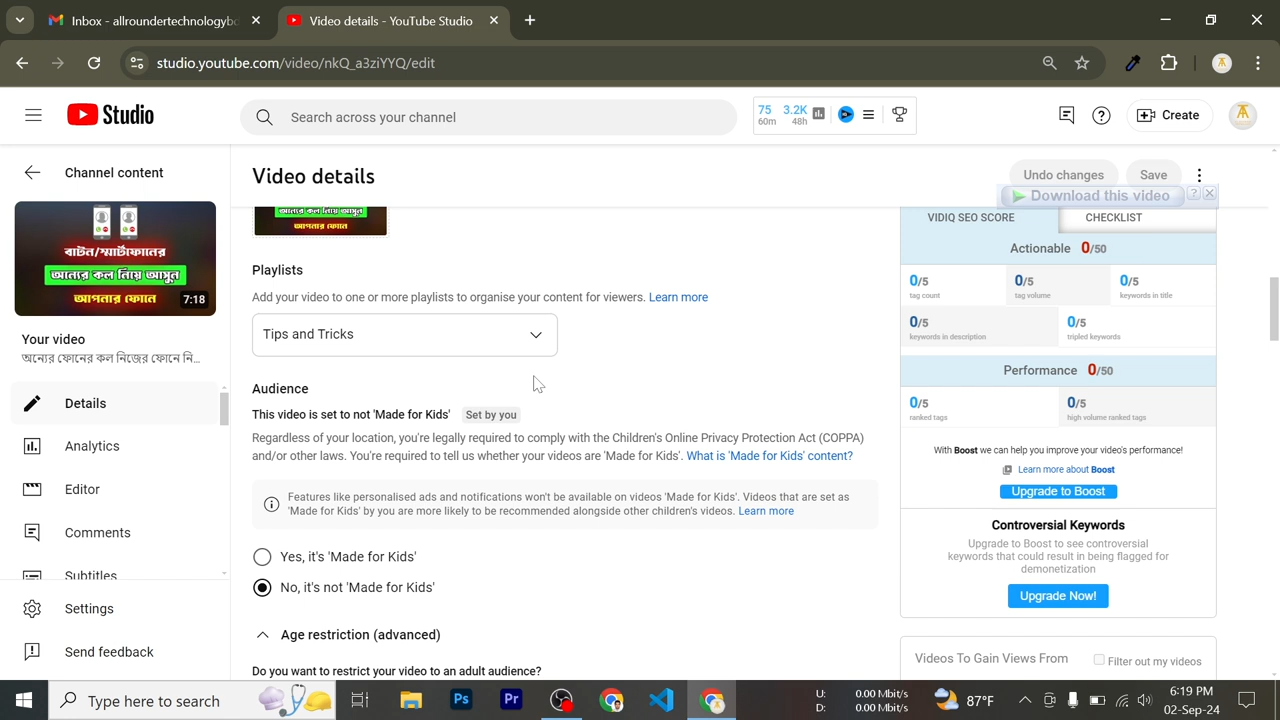 Inbox - allroundertechnologybd
Video details - YouTube Studio
studio.youtube.com/video/nkQ_a3ziYYQ/edit
Studio
Search across your channel
75
60m
3.2K
48h
Create
Channel content
Video details
Undo changes
Save
Download this video
বাটন/স্মার্টফোনের
অন্যের কল নিয়ে আসুন
আপনার ফোনে
7:18
Your video
অন্যের ফোনের কল নিজের ফোনে নি...
Details
Analytics
Editor
Comments
Subtitles
Settings
Send feedback
অন্যের কল নিয়ে আসুন
আপনার ফোনে
Playlists
Add your video to one or more playlists to organise your content for viewers. Learn more
Tips and Tricks
Audience
This video is set to not 'Made for Kids' Set by you
Regardless of your location, you're legally required to comply with the Children's Online Privacy Protection Act (COPPA)
and/or other laws. You're required to tell us whether your videos are 'Made for Kids'. What is 'Made for Kids' content?
Features like personalised ads and notifications won't be available on videos 'Made for Kids'. Videos that are set as
'Made for Kids' by you are more likely to be recommended alongside other children's videos. Learn more
Yes, it's 'Made for Kids'
No, it's not 'Made for Kids'
Age restriction (advanced)
Do you want to restrict your video to an adult audience?
VIDIQ SEO SCORE
CHECKLIST
Actionable 0/50
0/5
tag count
0/5
tag volume
0/5
keywords in title
0/5
keywords in description
0/5
tripled keywords
Performance 0/50
0/5
ranked tags
0/5
high volume ranked tags
With Boost we can help you improve your video's performance!
Learn more about Boost
Upgrade to Boost
Controversial Keywords
Upgrade to Boost to see controversial
keywords that could result in being flagged for
demonetization
Upgrade Now!
Videos To Gain Views From
Filter out my videos
Type here to search
Ps
Pr
U: 0.00 Mbit/s
D: 0.00 Mbit/s
87°F
6:19 PM
02-Sep-24